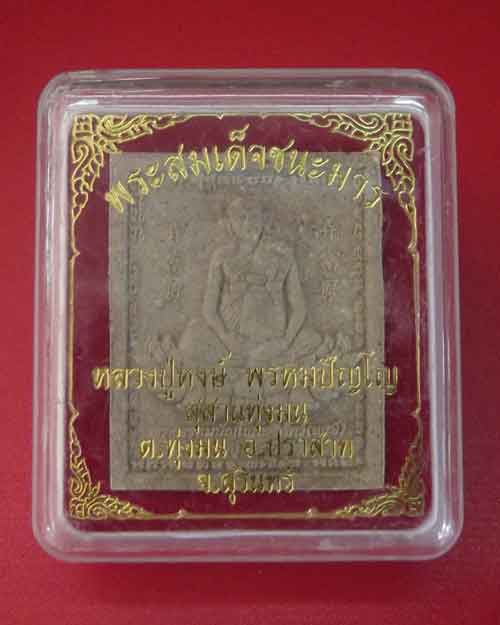 พระสมเด็จชนะมาร
หลวงปู่หงษ์ พรหมปัญโญ
สุสานทุ่งมน
ต.ทุ่งมน อ.ปราสาท
จ.สุรินทร์